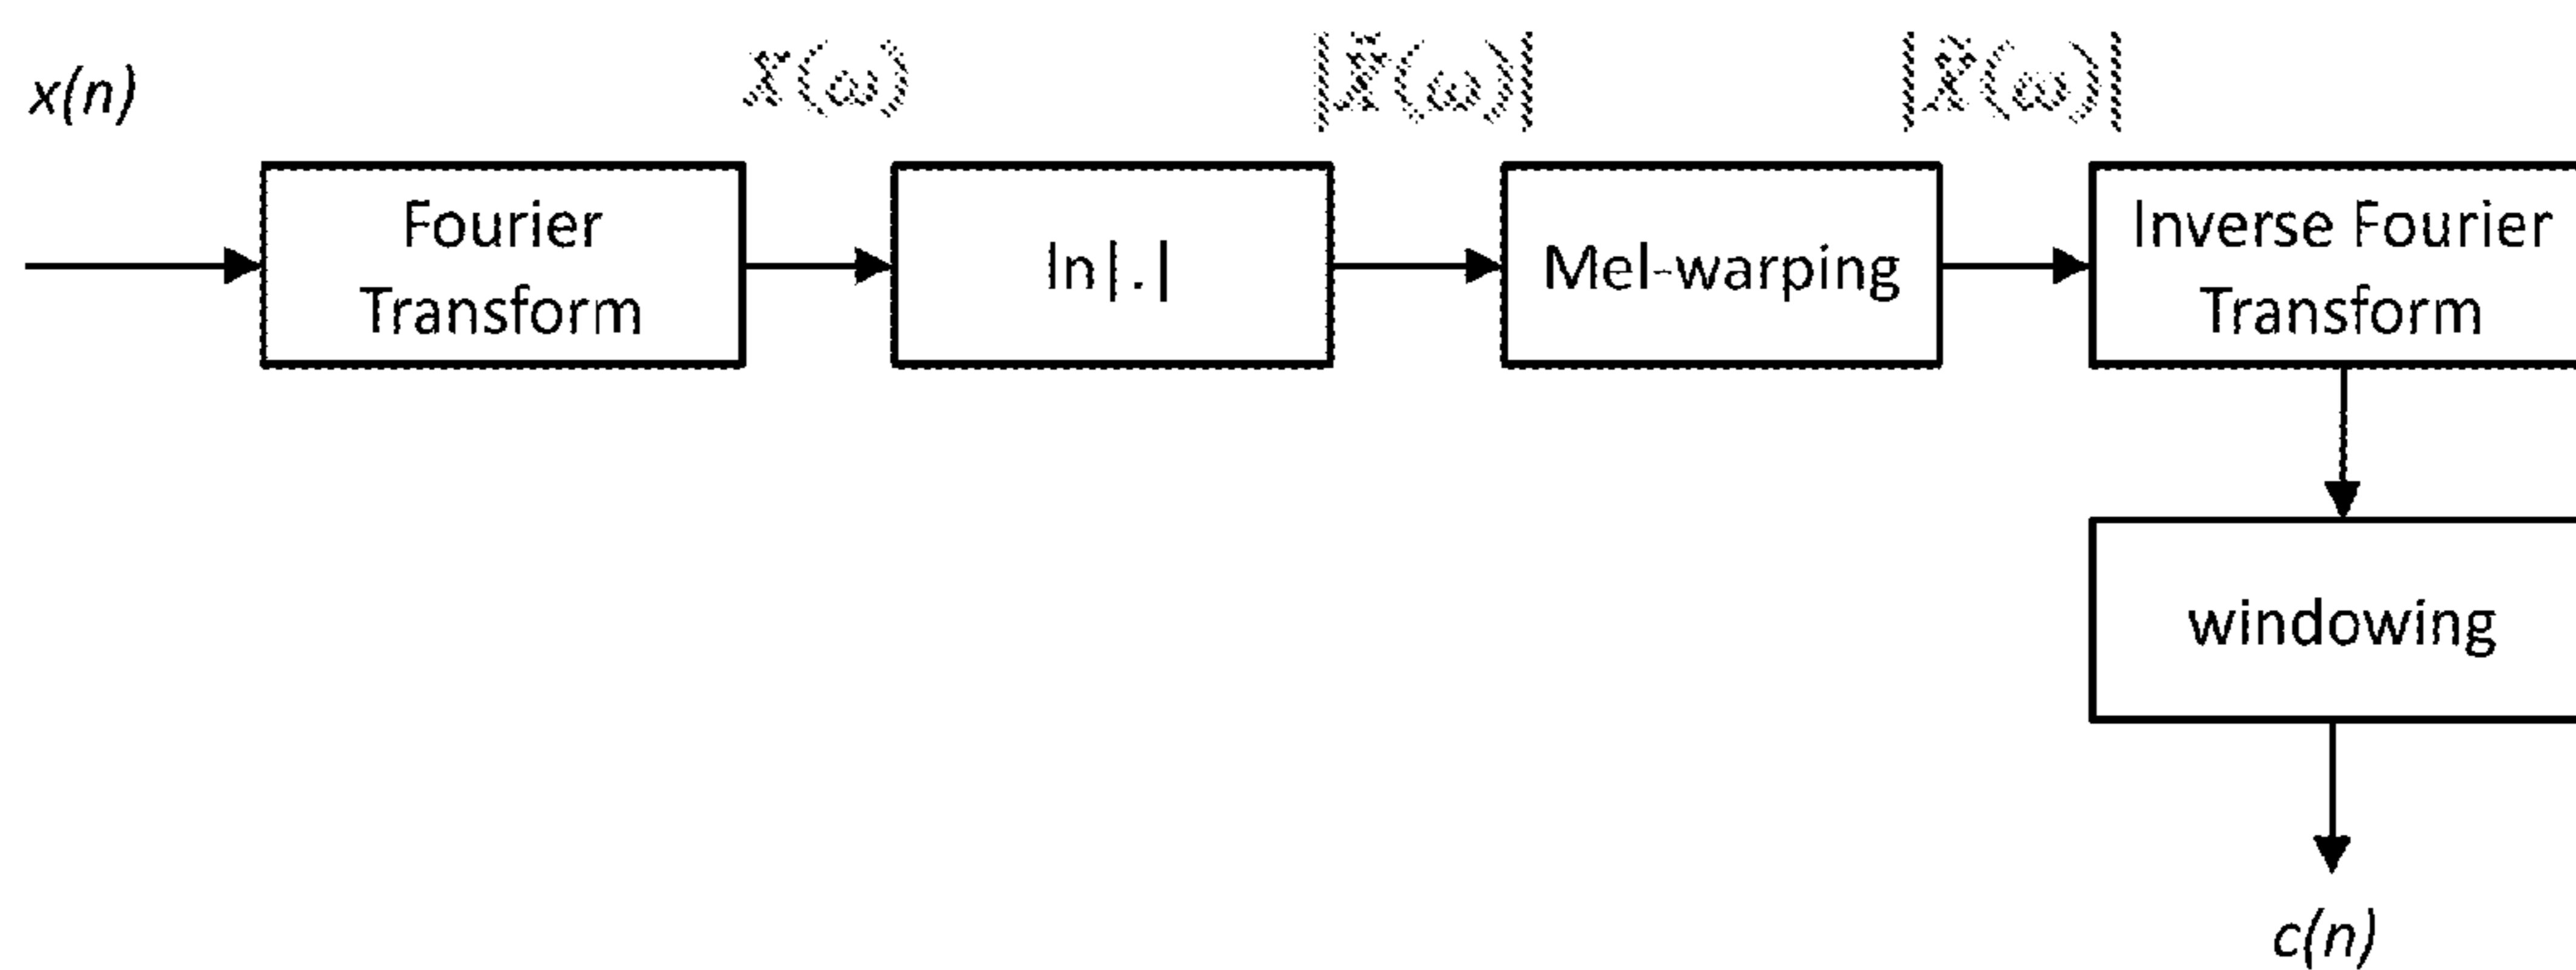 x(n)
X(ω)
|X̃(ω)|
|X̃(ω)|
Fourier
Transform
ln|.|
Mel-warping
Inverse Fourier
Transform
windowing
c(n)